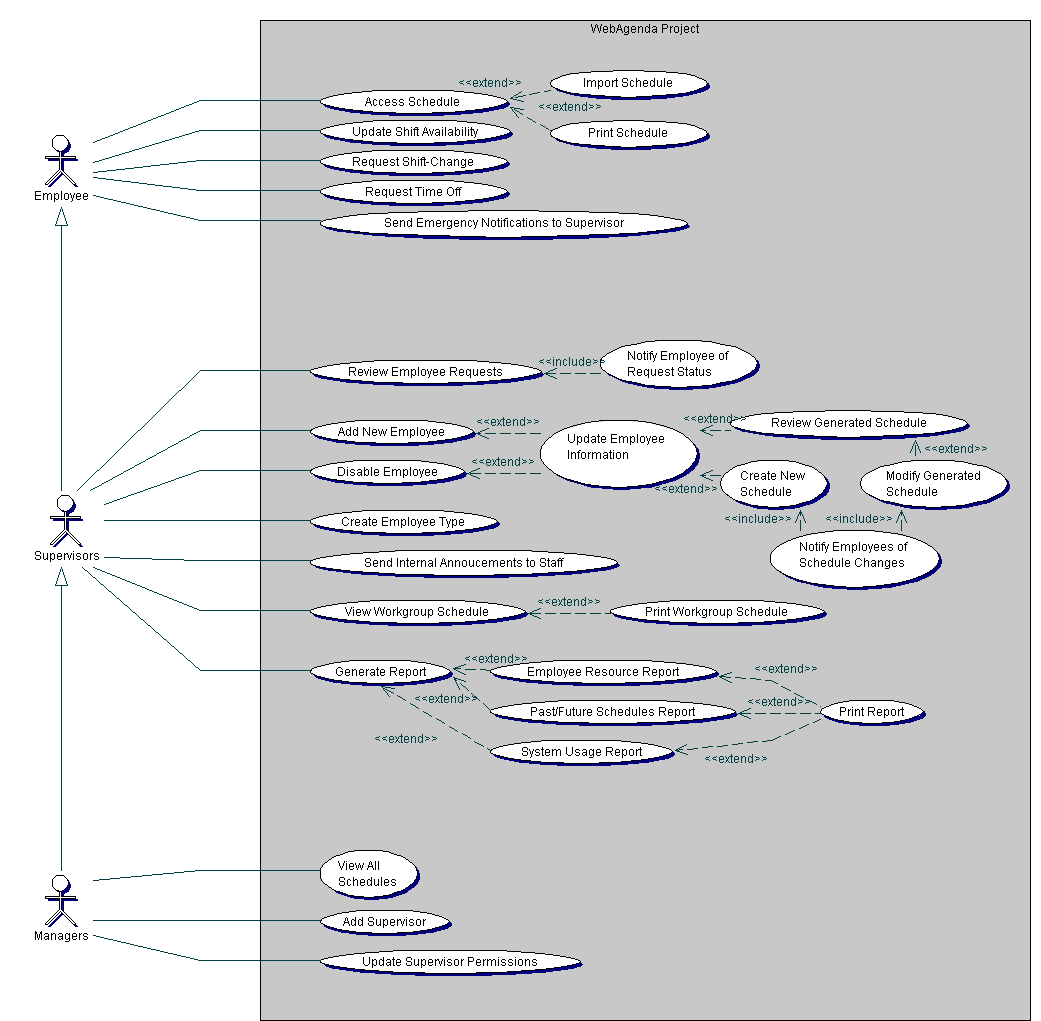 WebAgenda Project
<<extend>>
Import Schedule
Access Schedule
<<extend>>
Print Schedule
Update Shift Availability
Request Shift-Change
Request Time Off
Employee
Send Emergency Notifications to Supervisor
Review Employee Requests
<<include>>
Notify Employee of
Request Status
Add New Employee
<<extend>>
Update Employee
Information
<<extend>>
Review Generated Schedule
Disable Employee
<<extend>>
<<extend>>
Create New
Schedule
<<extend>>
Modify Generated
Schedule
Create Employee Type
<<include>>
<<include>>
Notify Employees of
Schedule Changes
Supervisors
Send Internal Annoucements to Staff
View Workgroup Schedule
<<extend>>
Print Workgroup Schedule
Generate Report
<<extend>>
Employee Resource Report
<<extend>>
<<extend>>
Past/Future Schedules Report
<<extend>>
Print Report
<<extend>>
System Usage Report
<<extend>>
View All
Schedules
Managers
Add Supervisor
Update Supervisor Permissions